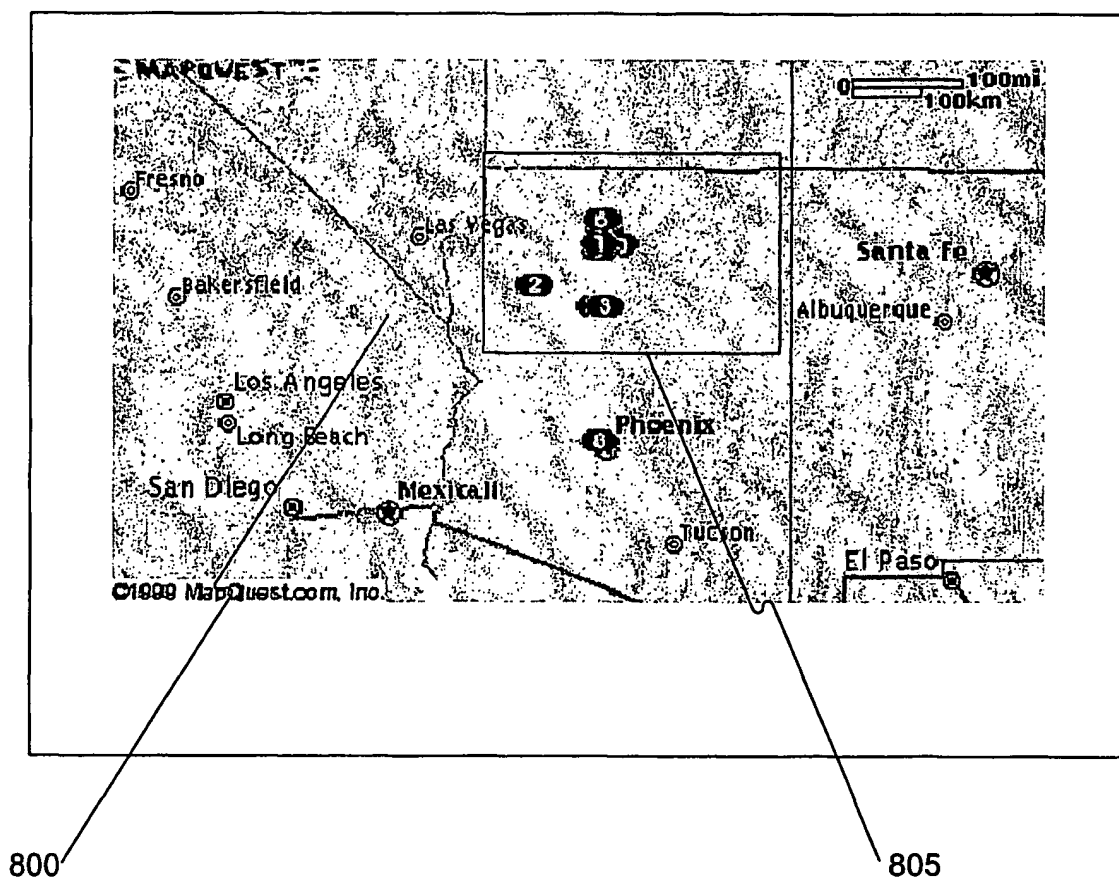 MAPQUEST
0 100mi
100km
Fresno
Las Vegas
Santa Fe
1
2
Bakersfield
3
Albuquerque
Los Angeles
Long Beach
Phoenix
San Diego
Mexicali
Tucson
El Paso
©1999 MapQuest.com, Inc.
800
805